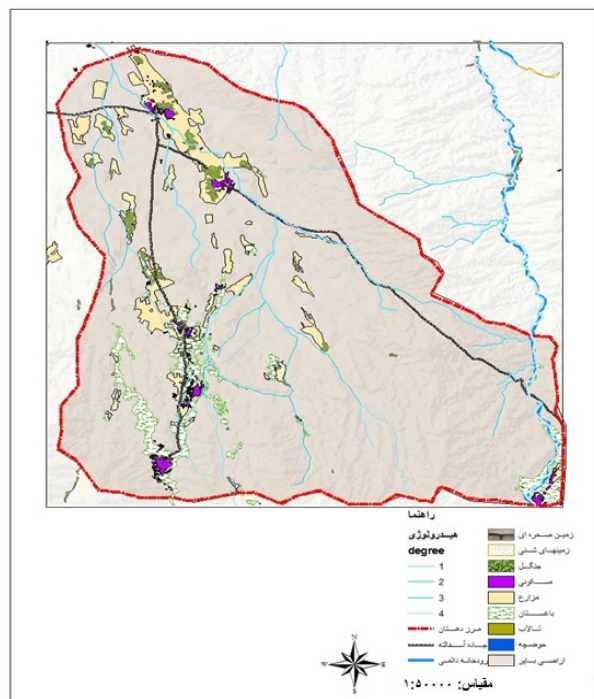 راهنما
هیدرولوژی
degree
1
2
3
4
مرز دهستان
جاده آسفالته
رودخانه دائمی
زمین صخره ای
زمینهای شنی
جنگل
مسکونی
مزارع
باغستان
تالاب
حوضچه
اراضی بایر
N
W E
S
مقیاس: ۱:۵۰۰۰۰